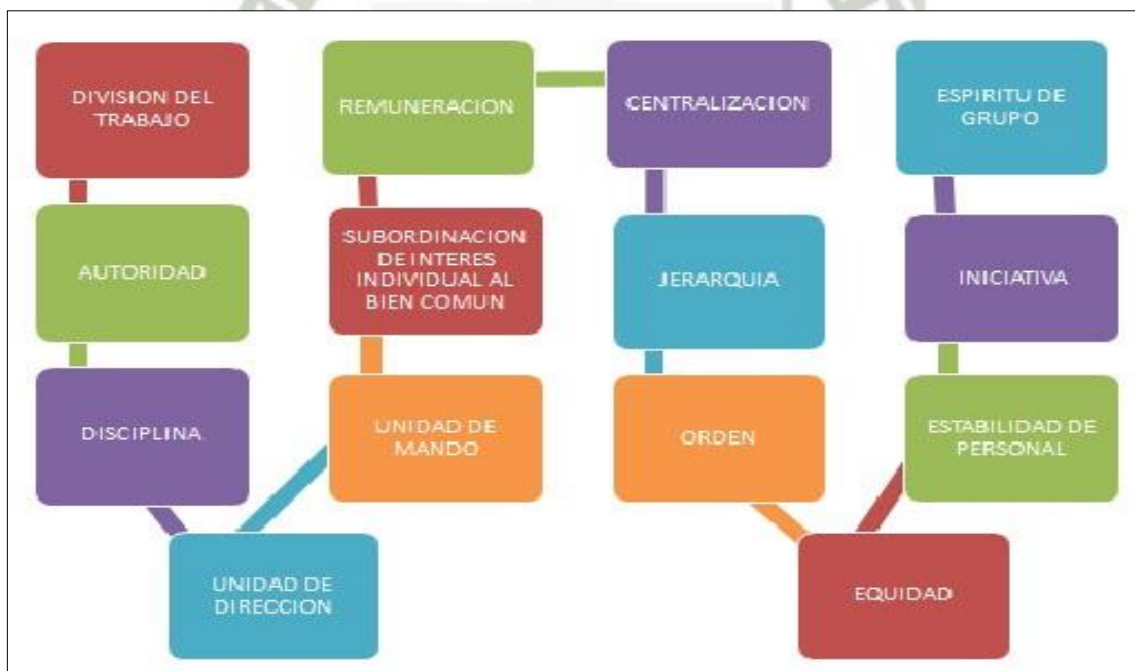 DIVISION DEL
TRABAJO
AUTORIDAD
DISCIPLINA
UNIDAD DE
DIRECCION
UNIDAD DE
MANDO
SUBORDINACION
DE INTERES
INDIVIDUAL AL
BIEN COMUN
REMUNERACION
CENTRALIZACION
JERARQUIA
ORDEN
EQUIDAD
ESTABILIDAD DE
PERSONAL
INICIATIVA
ESPIRITU DE
GRUPO